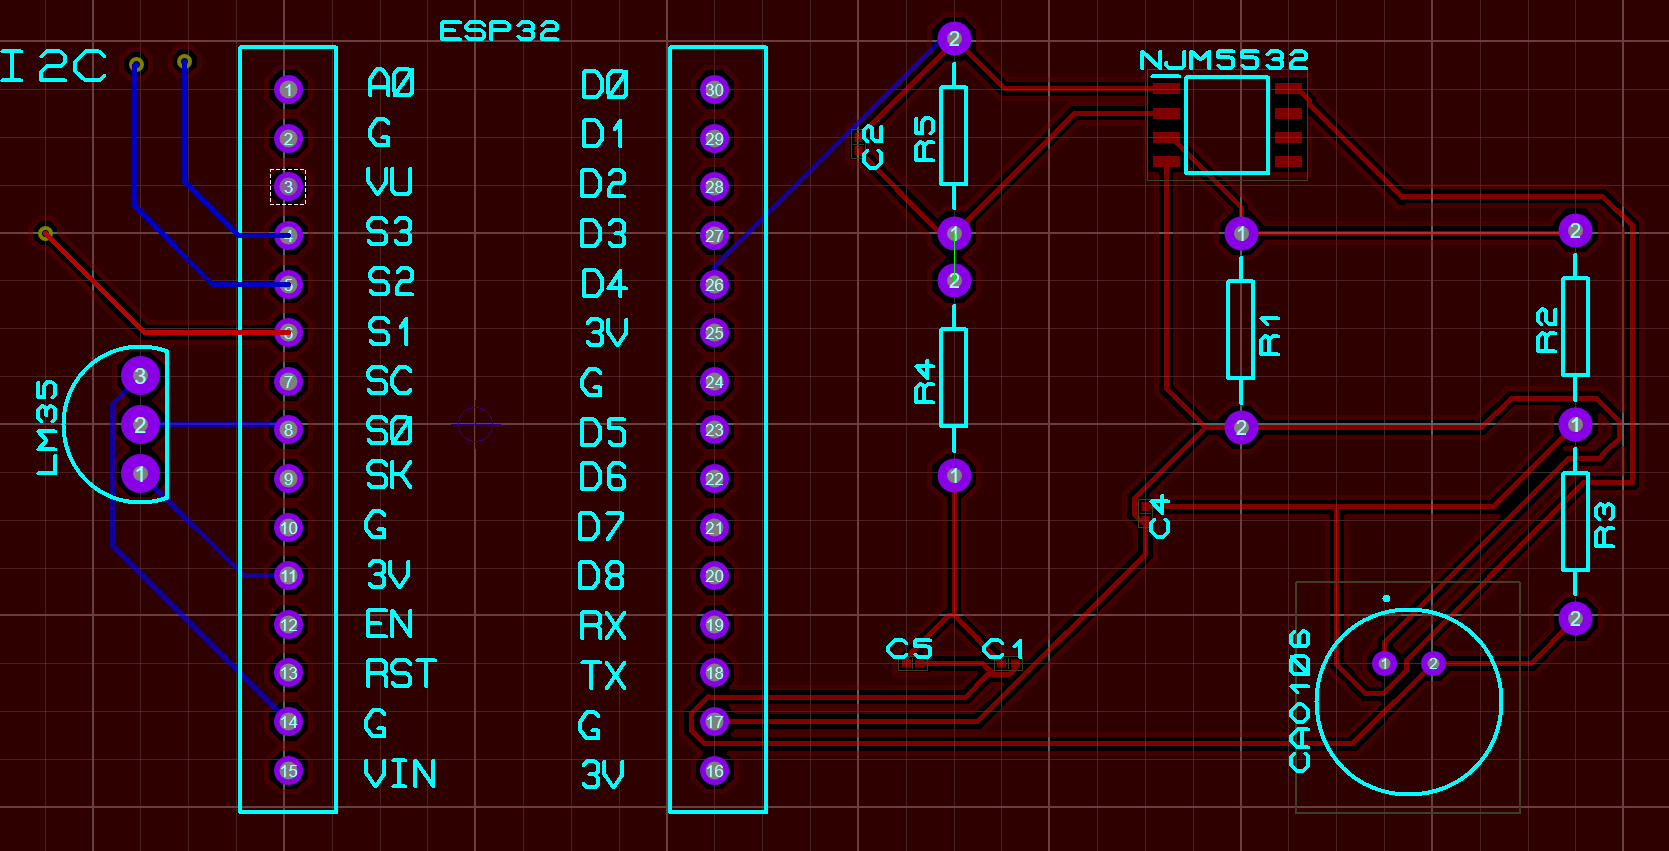 ESP32
I2C
NJM5532
1 A0
2 G
3 VU
4 S3
5 S2
6 S1
7 SC
8 S0
9 SK
10 G
11 3V
12 EN
13 RST
14 G
15 VIN
D0 30
D1 29
D2 28
D3 27
D4 26
3V 25
G 24
D5 23
D6 22
D7 21
D8 20
RX 19
TX 18
G 17
3V 16
LM35
3
2
1
2
C2
R5
1
2
R4
1
C5
C1
1
R1
2
C4
2
R2
1
R3
2
CAO106
1
2